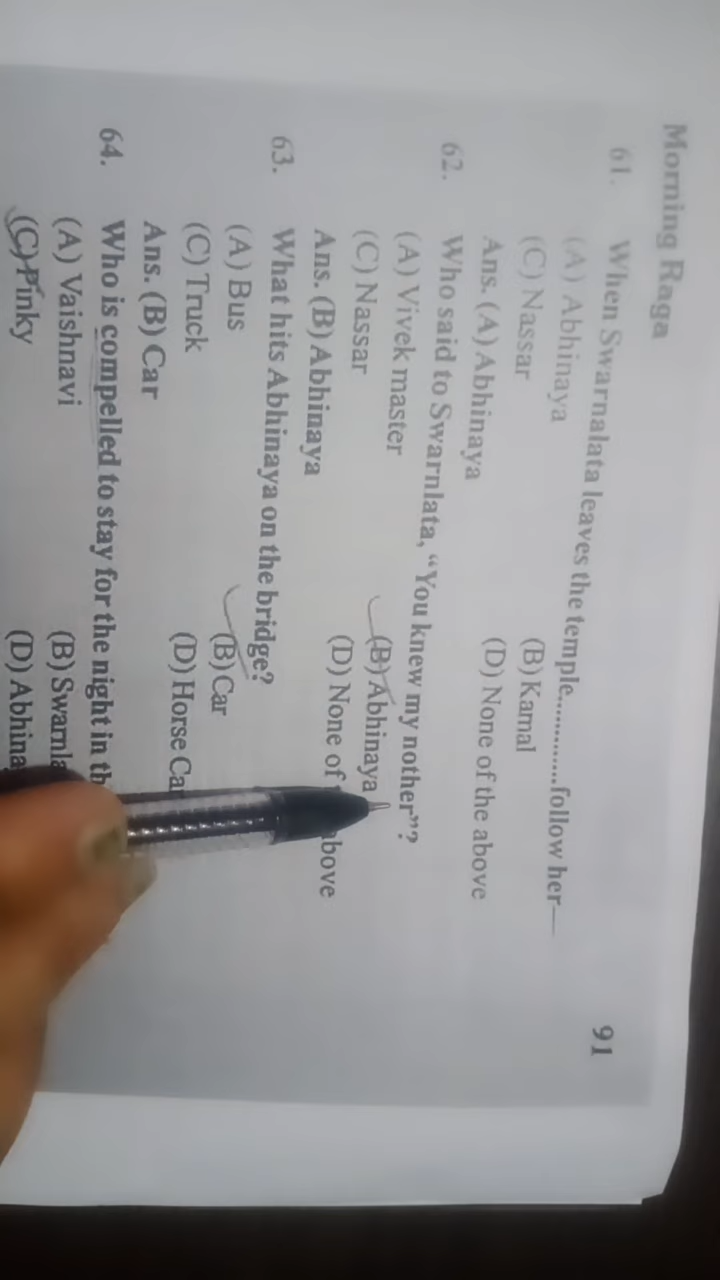 Morning Raga
91
61. When Swarnalata leaves the temple.............follow her—
(A) Abhinaya (B) Kamal
(C) Nassar (D) None of the above
Ans. (A) Abhinaya
62. Who said to Swarnlata, “You knew my nother”?
(A) Vivek master (B) Abhinaya
(C) Nassar (D) None of above
Ans. (B) Abhinaya
63. What hits Abhinaya on the bridge?
(A) Bus (B) Car
(C) Truck (D) Horse
Ans. (B) Car
64. Who is compelled to stay for the night in
(A) Vaishnavi (B)
(C) Pinky (D)